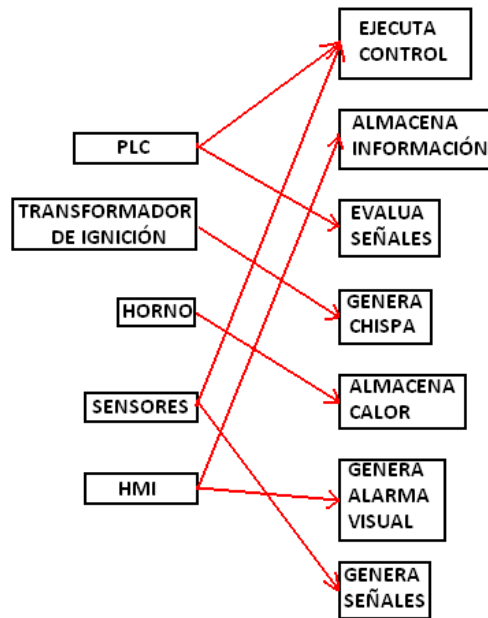 EJECUTA
CONTROL
ALMACENA
INFORMACIÓN
PLC
TRANSFORMADOR
DE IGNICIÓN
EVALUA
SEÑALES
GENERA
CHISPA
HORNO
ALMACENA
CALOR
SENSORES
HMI
GENERA
ALARMA
VISUAL
GENERA
SEÑALES